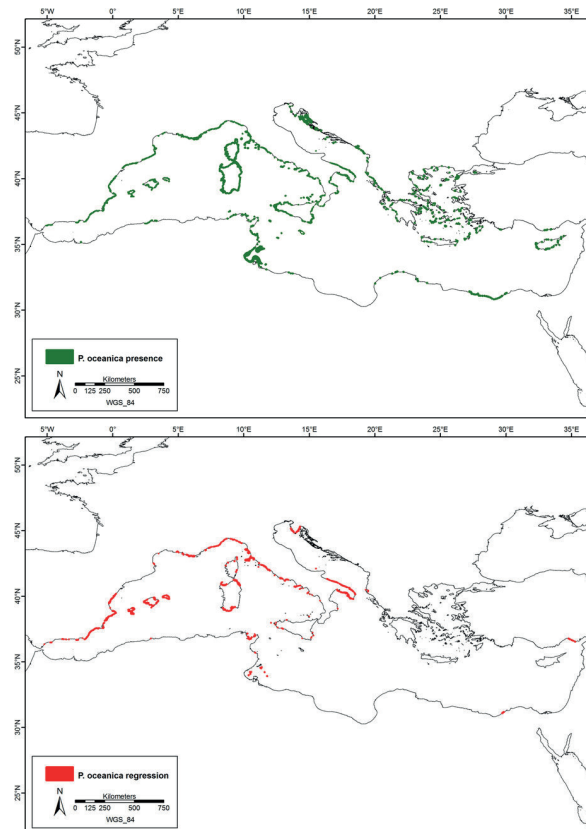 5°W 0° 5°E 10°E 15°E 20°E 25°E 30°E 35°E
50°N
45°N
40°N
35°N
30°N
25°N
P. oceanica presence
N
Kilometers
0 125 250 500 750
WGS_84
5°W 0° 5°E 10°E 15°E 20°E 25°E 30°E 35°E
50°N
45°N
40°N
35°N
30°N
25°N
P. oceanica regression
N
Kilometers
0 125 250 500 750
WGS_84